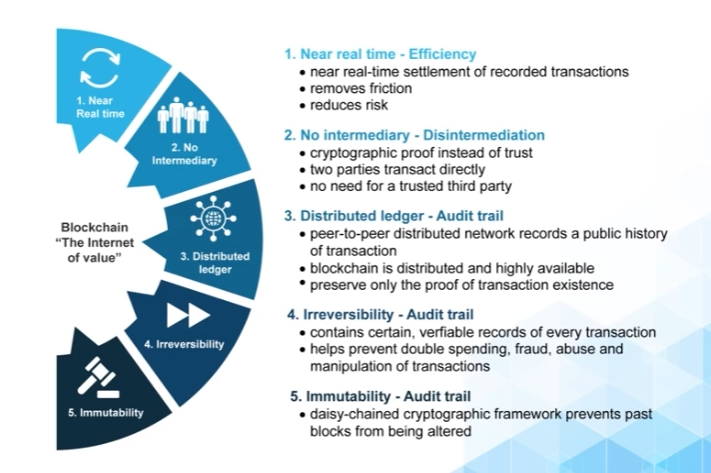 1. Near
Real time
2. No
Intermediary
3. Distributed
ledger
4. Irreversibility
5. Immutability
Blockchain
“The Internet
of value”
1. Near real time - Efficiency
• near real-time settlement of recorded transactions
• removes friction
• reduces risk
2. No intermediary - Disintermediation
• cryptographic proof instead of trust
• two parties transact directly
• no need for a trusted third party
3. Distributed ledger - Audit trail
• peer-to-peer distributed network records a public history
of transaction
• blockchain is distributed and highly available
• preserve only the proof of transaction existence
4. Irreversibility - Audit trail
• contains certain, verfiable records of every transaction
• helps prevent double spending, fraud, abuse and
manipulation of transactions
5. Immutability - Audit trail
• daisy-chained cryptographic framework prevents past
blocks from being altered